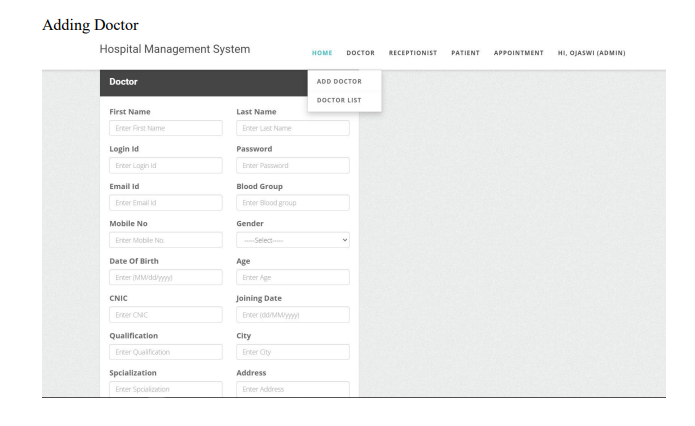 Adding Doctor
Hospital Management System
HOME DOCTOR RECEPTIONIST PATIENT APPOINTMENT HI, OJASWI (ADMIN)
ADD DOCTOR
DOCTOR LIST
Doctor
First Name Last Name
Enter First Name Enter Last Name
Login Id Password
Enter Login Id Enter Password
Email Id Blood Group
Enter Email Id Enter Blood group
Mobile No Gender
Enter Mobile No. -----Select-----
Date Of Birth Age
Enter (MM/dd/yyyy) Enter Age
CNIC Joining Date
Enter CNIC Enter (dd/MM/yyyy)
Qualification City
Enter Qualification Enter City
Spcialization Address
Enter Spcialization Enter Address